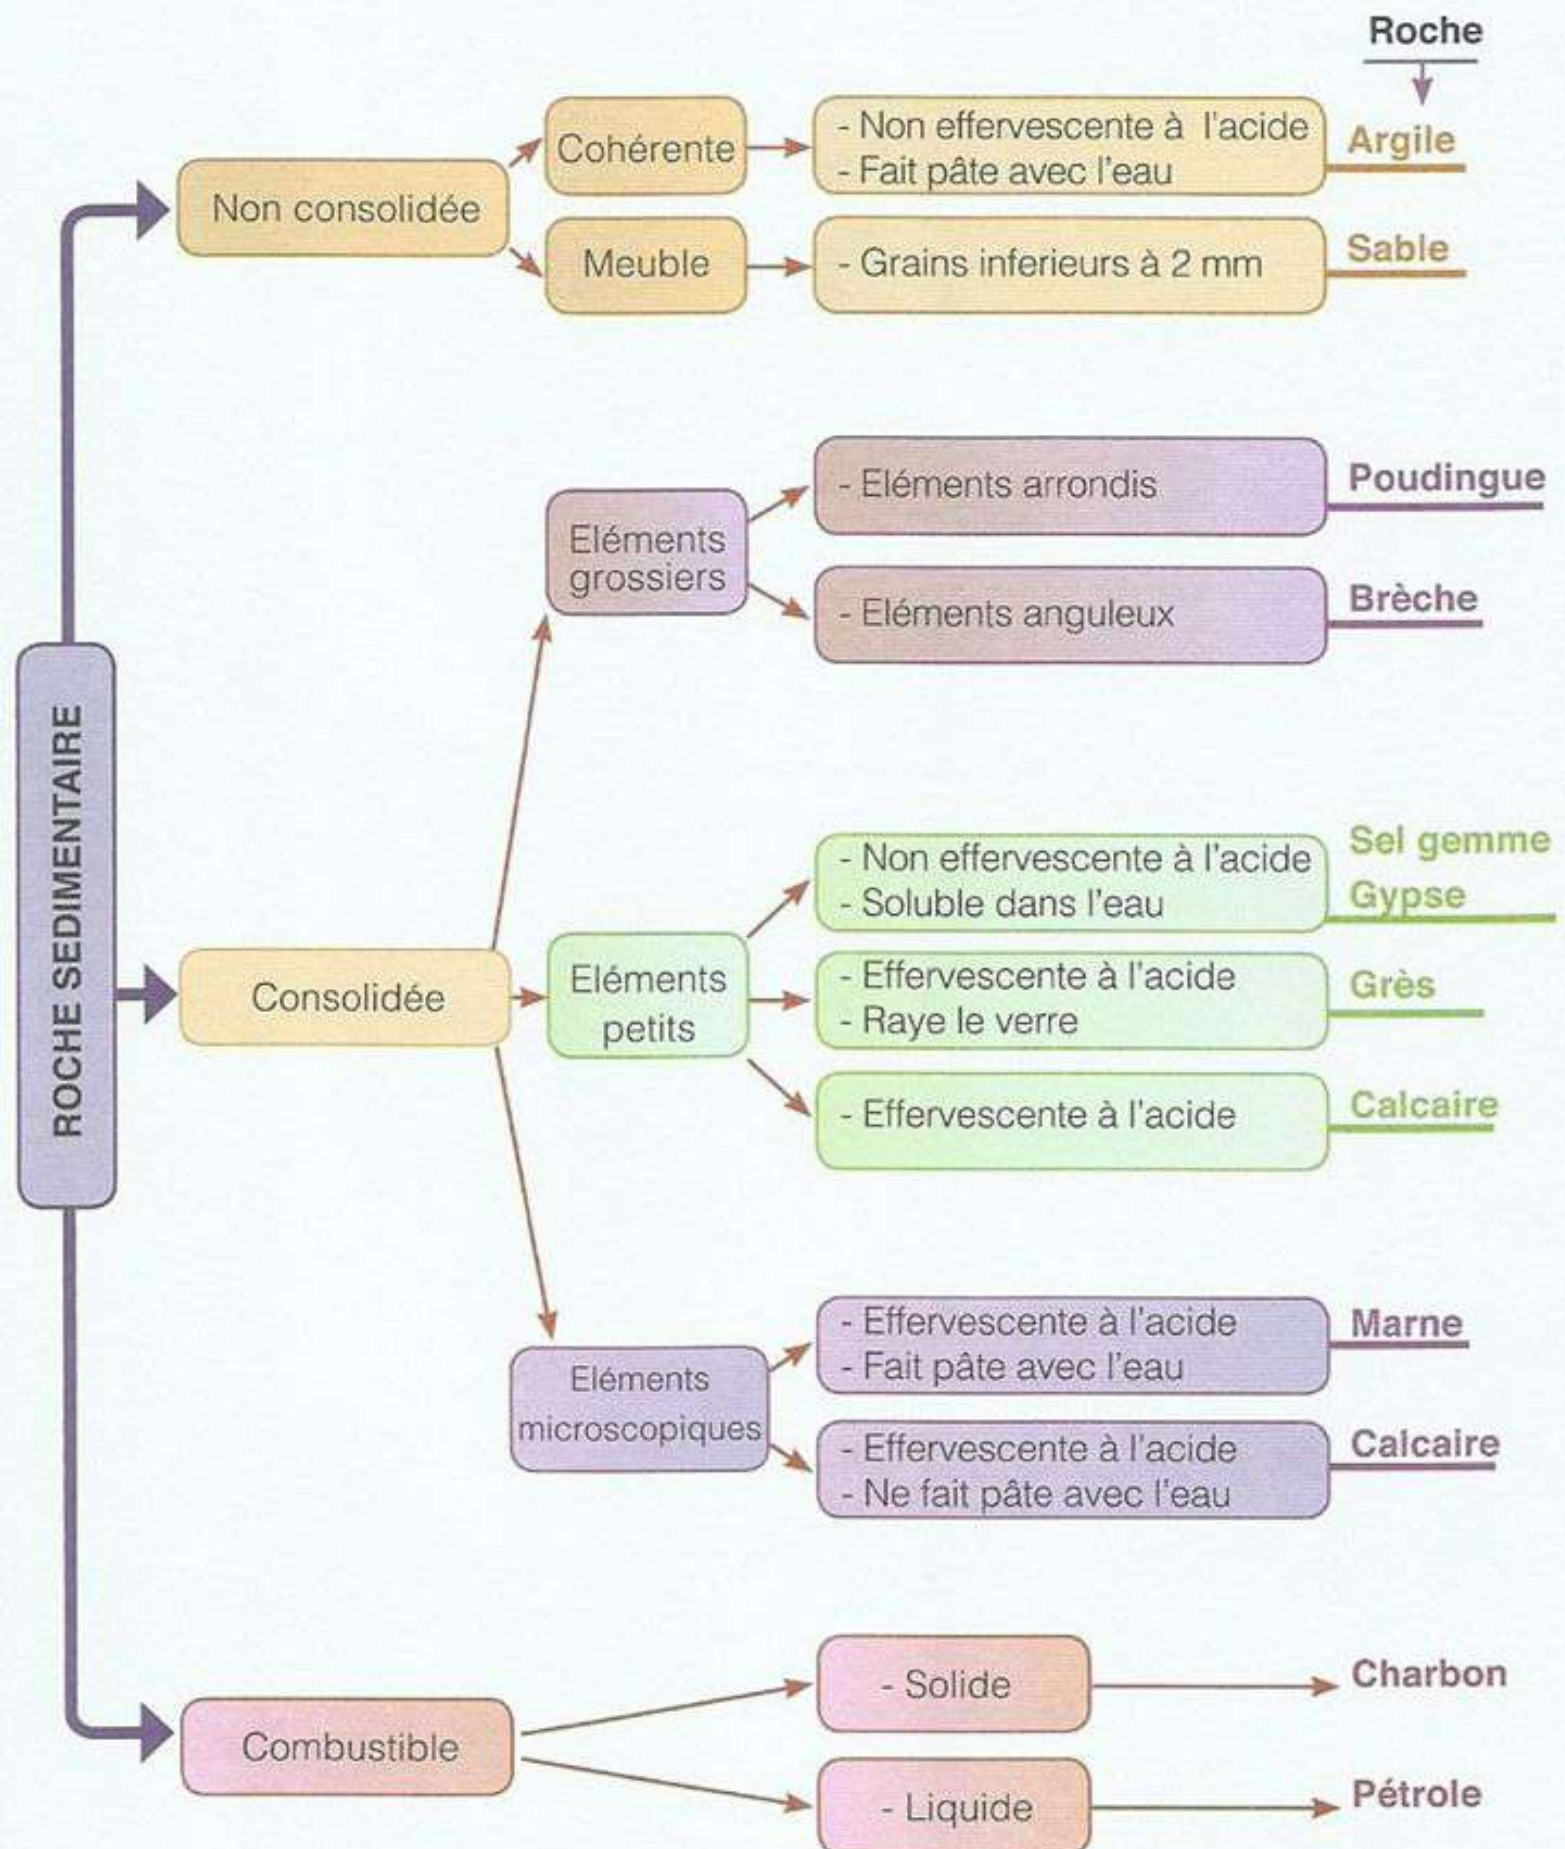 Roche
Non consolidée
Cohérente
- Non effervescente à l'acide
- Fait pâte avec l'eau
Argile
Meuble
- Grains inferieurs à 2 mm
Sable
ROCHE SEDIMENTAIRE
Consolidée
Eléments
grossiers
- Eléments arrondis
Poudingue
- Eléments anguleux
Brèche
Eléments
petits
- Non effervescente à l'acide
- Soluble dans l'eau
Sel gemme
Gypse
- Effervescente à l'acide
- Raye le verre
Grès
- Effervescente à l'acide
Calcaire
Eléments
microscopiques
- Effervescente à l'acide
- Fait pâte avec l'eau
Marne
- Effervescente à l'acide
- Ne fait pâte avec l'eau
Calcaire
Combustible
- Solide
Charbon
- Liquide
Pétrole